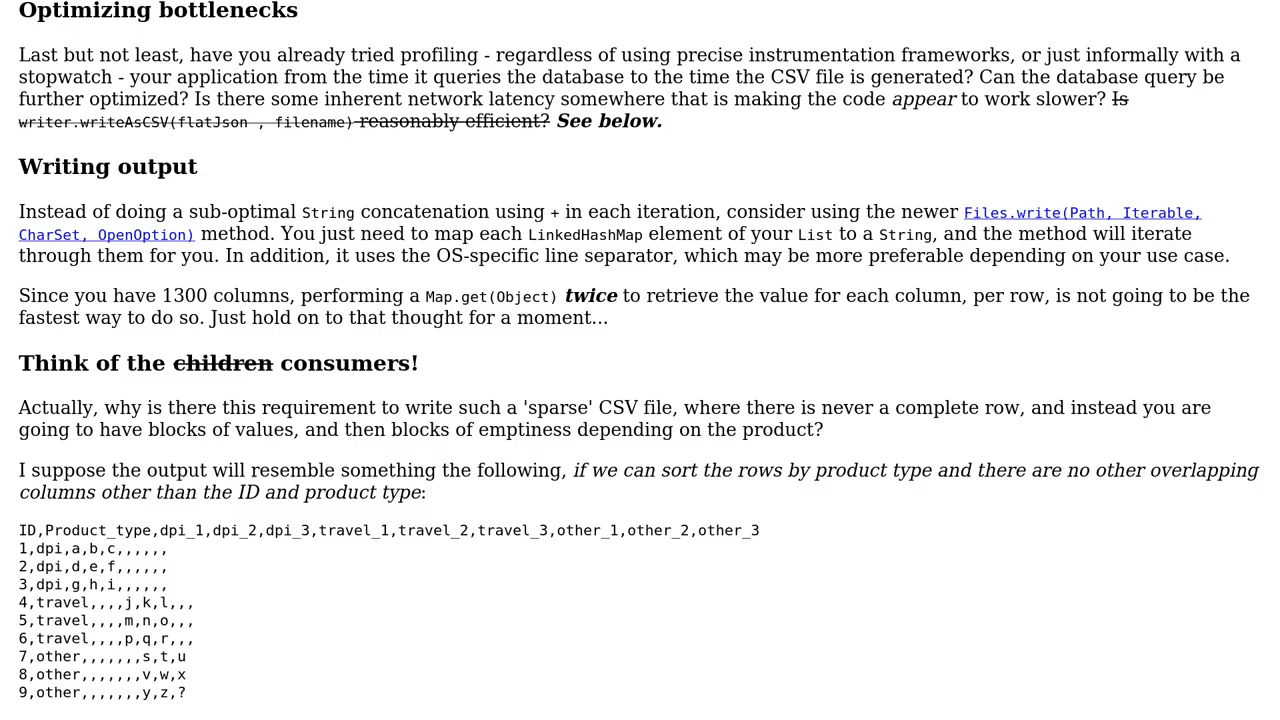 Optimizing bottlenecks
Last but not least, have you already tried profiling - regardless of using precise instrumentation frameworks, or just informally with a
stopwatch - your application from the time it queries the database to the time the CSV file is generated? Can the database query be
further optimized? Is there some inherent network latency somewhere that is making the code appear to work slower? Is
writer.writeAsCSV(flatJson , filename) reasonably efficient? See below.
Writing output
Instead of doing a sub-optimal String concatenation using + in each iteration, consider using the newer Files.write(Path, Iterable,
CharSet, OpenOption) method. You just need to map each LinkedHashMap element of your List to a String, and the method will iterate
through them for you. In addition, it uses the OS-specific line separator, which may be more preferable depending on your use case.
Since you have 1300 columns, performing a Map.get(Object) twice to retrieve the value for each column, per row, is not going to be the
fastest way to do so. Just hold on to that thought for a moment...
Think of the children consumers!
Actually, why is there this requirement to write such a 'sparse' CSV file, where there is never a complete row, and instead you are
going to have blocks of values, and then blocks of emptiness depending on the product?
I suppose the output will resemble something the following, if we can sort the rows by product type and there are no other overlapping
columns other than the ID and product type:
ID,Product_type,dpi_1,dpi_2,dpi_3,travel_1,travel_2,travel_3,other_1,other_2,other_3
1,dpi,a,b,c,,,,,,
2,dpi,d,e,f,,,,,,
3,dpi,g,h,i,,,,,,
4,travel,,,,j,k,l,,,
5,travel,,,,m,n,o,,,
6,travel,,,,p,q,r,,,
7,other,,,,,,,s,t,u
8,other,,,,,,,v,w,x
9,other,,,,,,,y,z,?